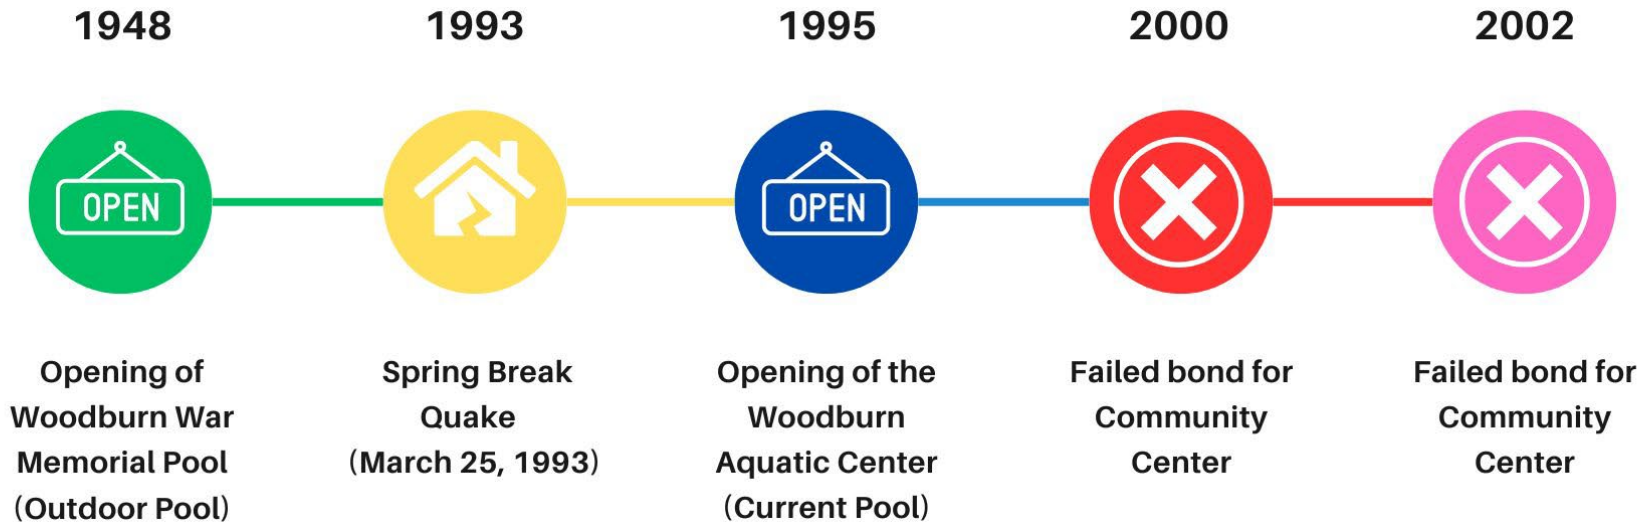 1948
1993
1995
2000
2002
OPEN
OPEN
Opening of
Woodburn War
Memorial Pool
(Outdoor Pool)
Spring Break
Quake
(March 25, 1993)
Opening of the
Woodburn
Aquatic Center
(Current Pool)
Failed bond for
Community
Center
Failed bond for
Community
Center